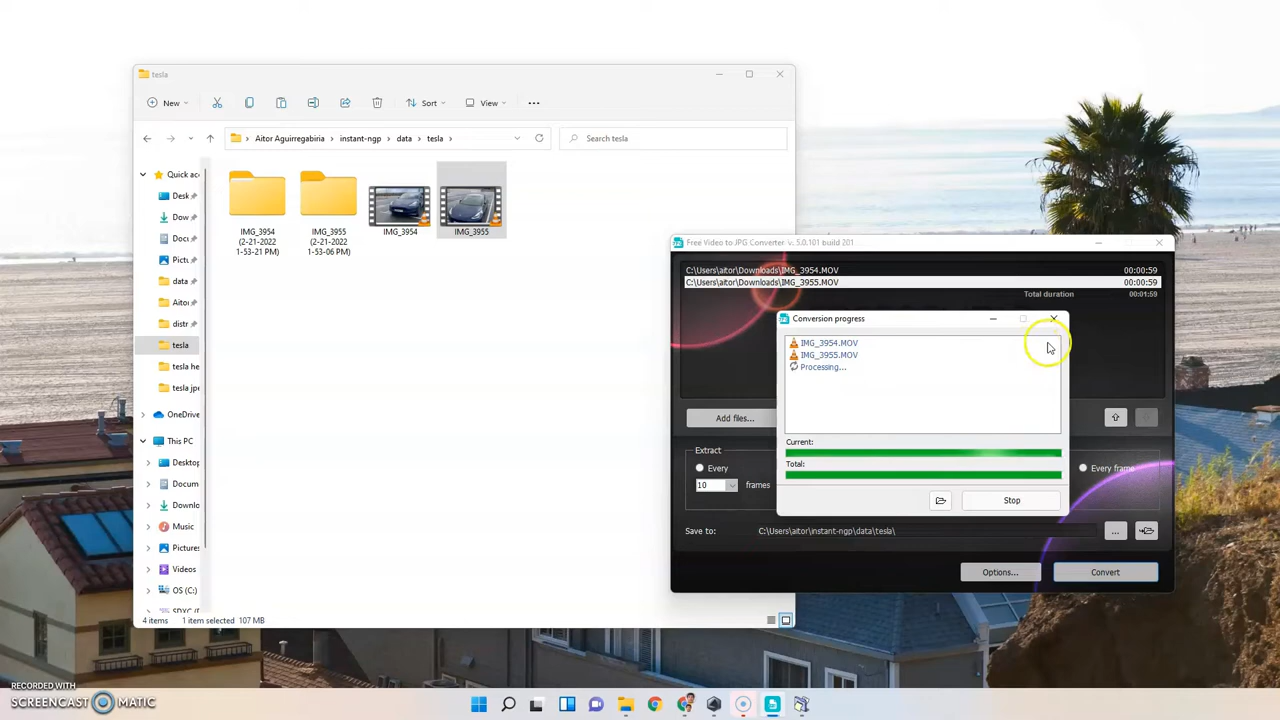 tesla
New
Sort
View
Aitor Aguirregabiria
instant-ngp
data
tesla
Search tesla
Quick ac
Desk
Dow
Docu
Pictu
data
Aito
distr
tesla
tesla he
tesla jpe
OneDrive
This PC
Desktop
Docum
Downlo
Music
Pictures
Videos
OS (C:)
IMG_3954
(2-21-2022
1-53-21 PM)
IMG_3955
(2-21-2022
1-53-06 PM)
IMG_3954
IMG_3955
4 items
1 item selected 107 MB
Free Video to JPG Converter v. 5.0.101 build 201
C:\Users\aitor\Downloads\IMG_3954.MOV 00:00:59
C:\Users\aitor\Downloads\IMG_3955.MOV 00:00:59
Total duration 00:01:59
Conversion progress
IMG_3954.MOV
IMG_3955.MOV
Processing...
Current:
Total:
Stop
Add files...
Extract
Every
10 frames
Every frame
Save to: C:\Users\aitor\instant-ngp\data\tesla\
...
Options...
Convert
RECORDED WITH
SCREENCAST MATIC